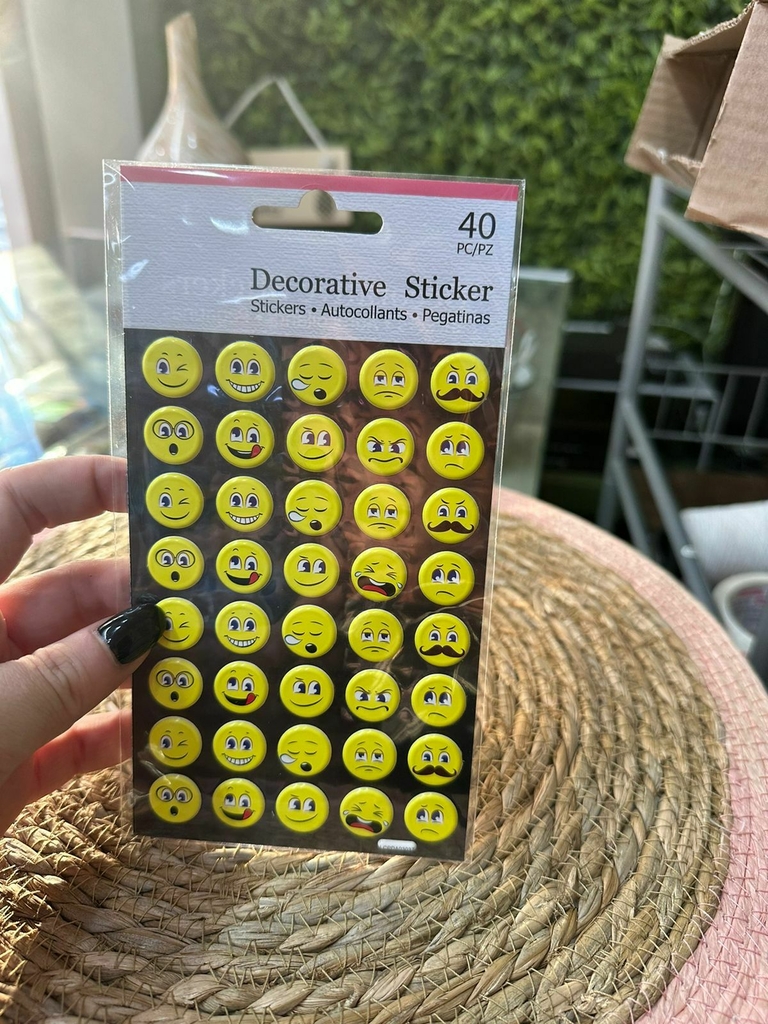 40
PC/PZ
Decorative Sticker
Stickers • Autocollants • Pegatinas